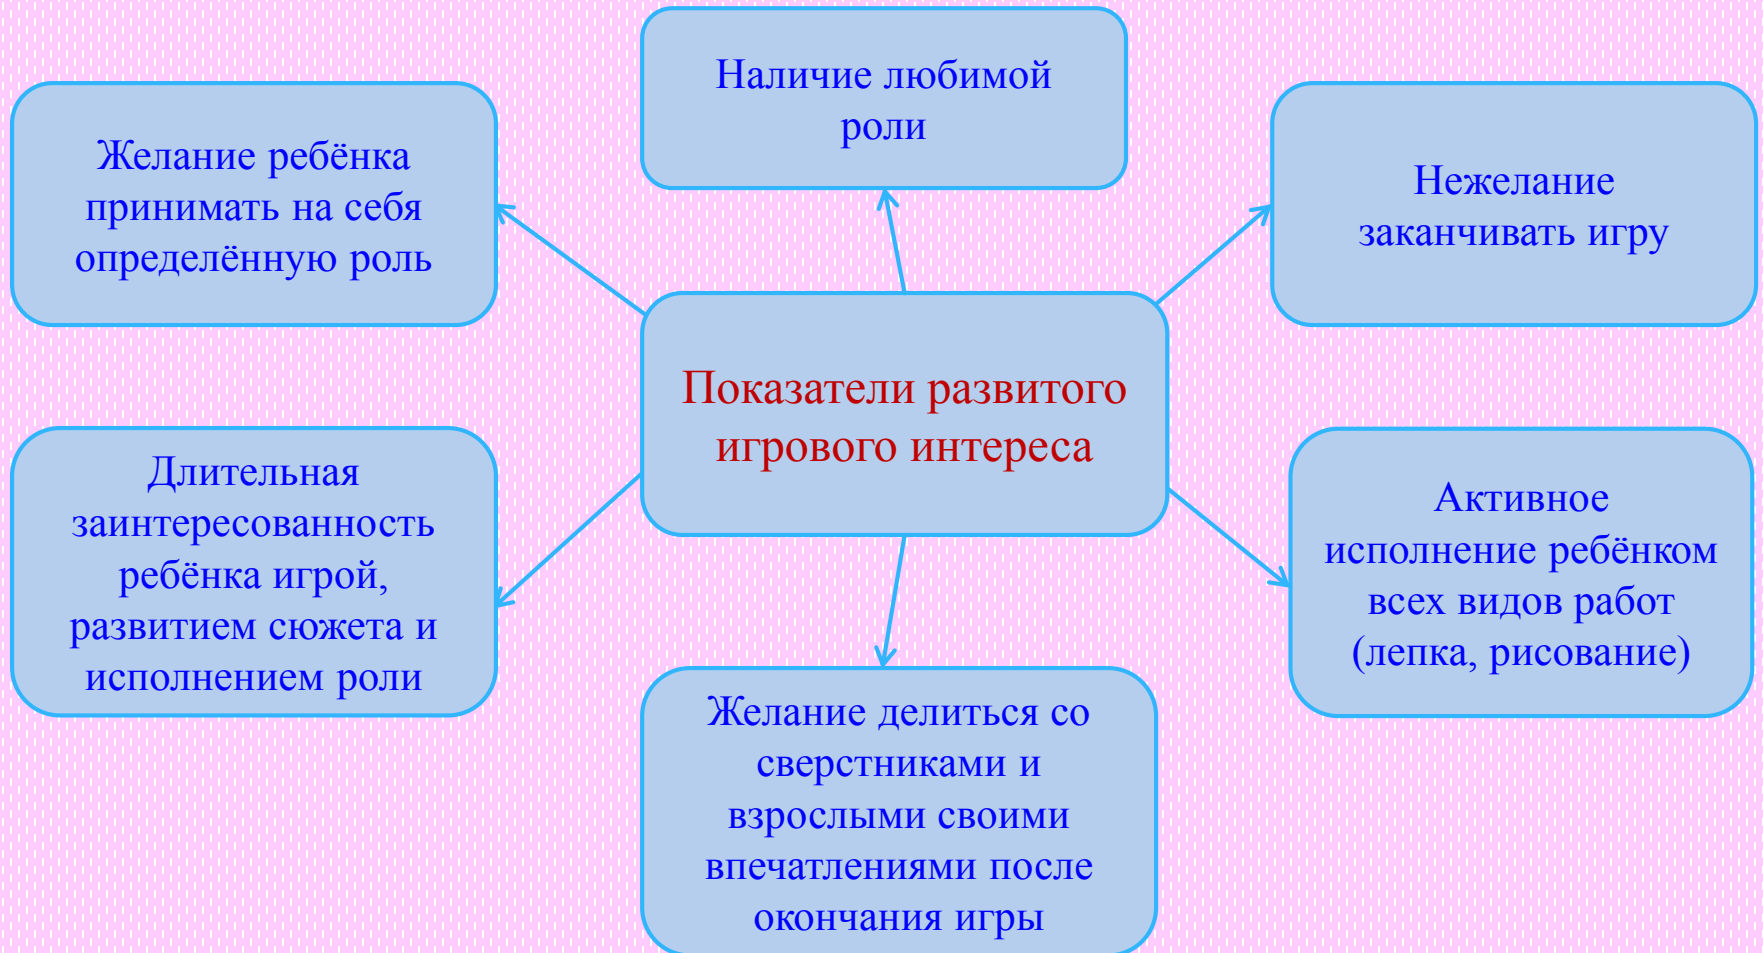 Наличие любимой
роли
Желание ребёнка
принимать на себя
определённую роль
Нежелание
заканчивать игру
Показатели развитого
игрового интереса
Длительная
заинтересованность
ребёнка игрой,
развитием сюжета и
исполнением роли
Активное
исполнение ребёнком
всех видов работ
(лепка, рисование)
Желание делиться со
сверстниками и
взрослыми своими
впечатлениями после
окончания игры